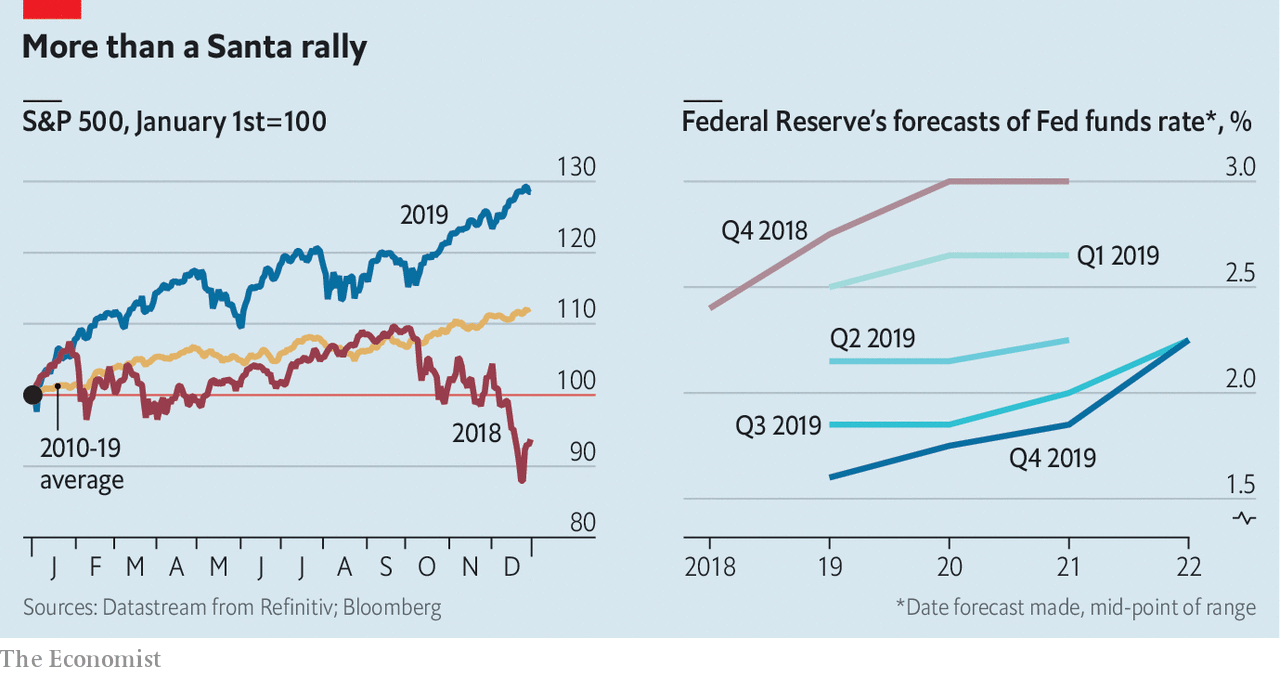 More than a Santa rally
S&P 500, January 1st=100
130
120
110
100
90
80
2019
2018
2010-19
average
J F M A M J J A S O N D
Sources: Datastream from Refinitiv; Bloomberg
Federal Reserve's forecasts of Fed funds rate*, %
3.0
2.5
2.0
1.5
Q4 2018
Q1 2019
Q2 2019
Q3 2019
Q4 2019
2018 19 20 21 22
*Date forecast made, mid-point of range
The Economist